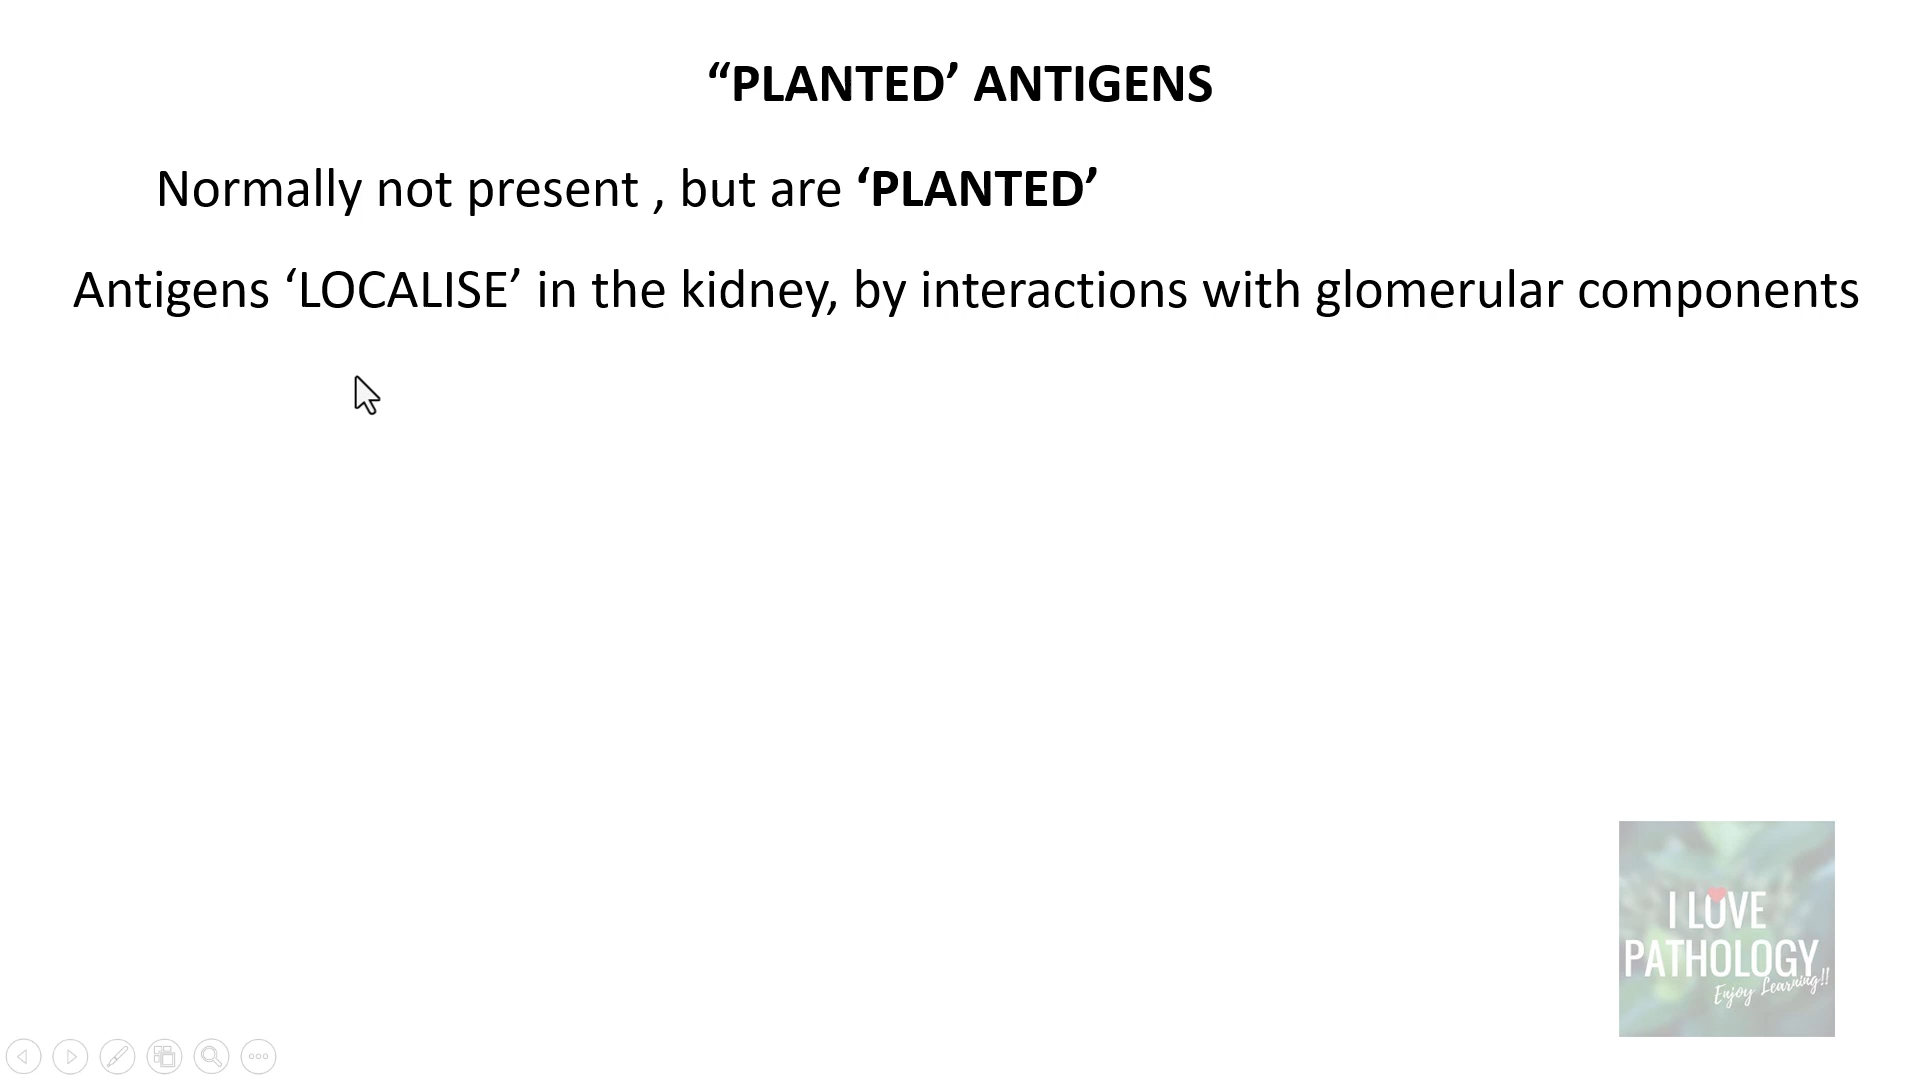 “PLANTED’ ANTIGENS
Normally not present , but are ‘PLANTED’
Antigens ‘LOCALISE’ in the kidney, by interactions with glomerular components
I LOVE
PATHOLOGY
Enjoy Learning!!